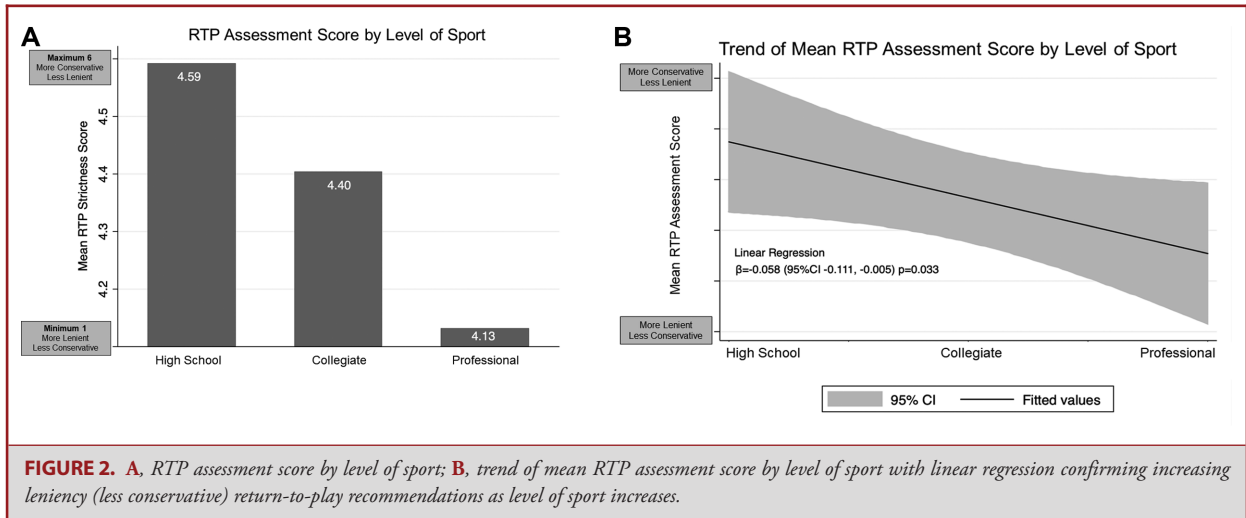 A
RTP Assessment Score by Level of Sport
Maximum 6
More Conservative
Less Lenient
Mean RTP Strictness Score
4.5
4.4
4.3
4.2
4.59
4.40
4.13
Minimum 1
More Lenient
Less Conservative
High School
Collegiate
Professional
B
Trend of Mean RTP Assessment Score by Level of Sport
More Conservative
Less Lenient
Mean RTP Assessment Score
Linear Regression
β=-0.058 (95%CI -0.111, -0.005) p=0.033
More Lenient
Less Conservative
High School
Collegiate
Professional
95% CI
Fitted values
FIGURE 2. A, RTP assessment score by level of sport; B, trend of mean RTP assessment score by level of sport with linear regression confirming increasing
leniency (less conservative) return-to-play recommendations as level of sport increases.